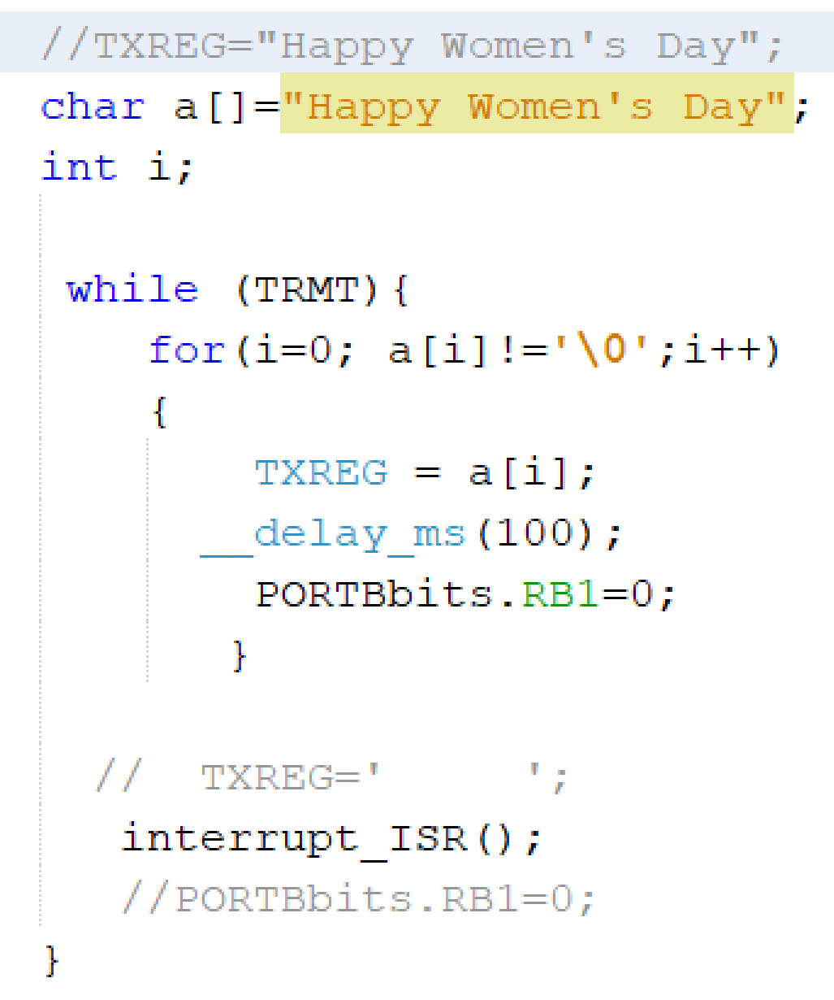 //TXREG="Happy Women's Day";
char a[]="Happy Women's Day";
int i;
while (TRMT){
for(i=0; a[i]!='\0';i++)
{
TXREG = a[i];
__delay_ms(100);
PORTBbits.RB1=0;
}
//  TXREG='     ';
interrupt_ISR();
//PORTBbits.RB1=0;
}